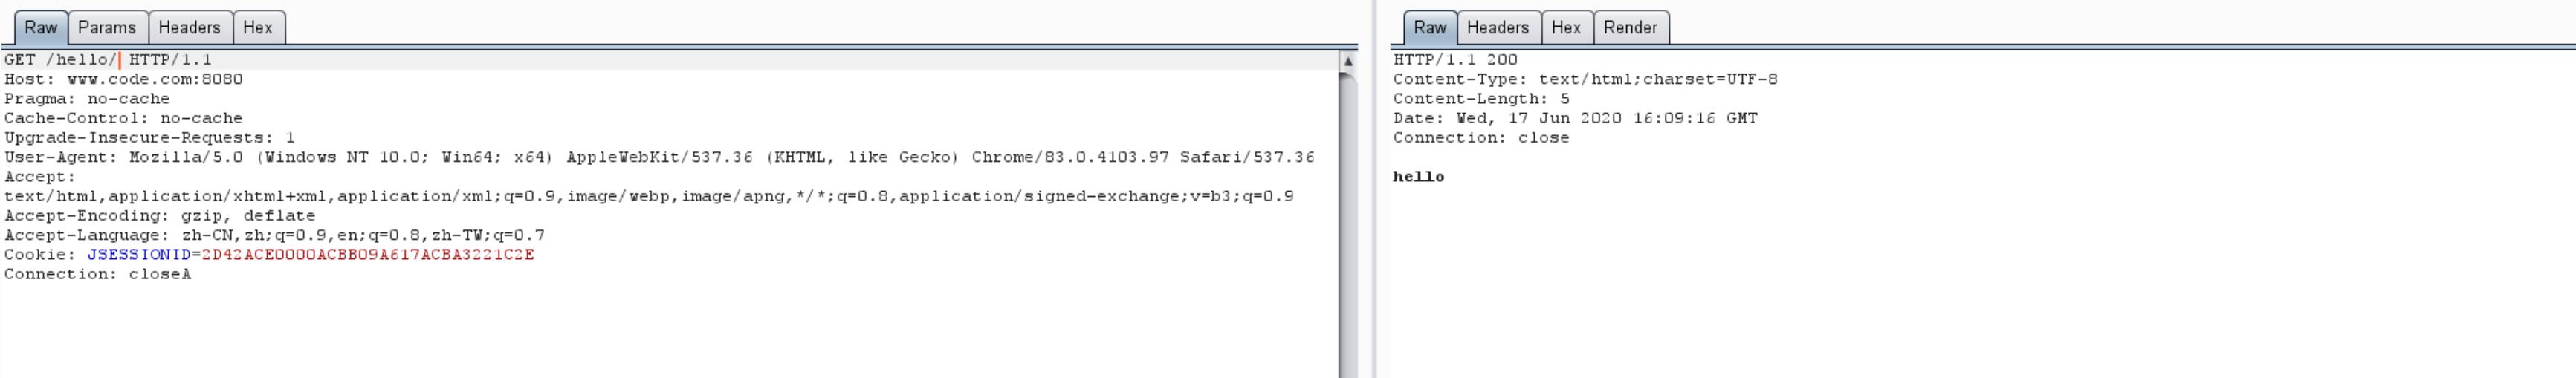 Raw Params Headers Hex
GET /hello/ HTTP/1.1
Host: www.code.com:8080
Pragma: no-cache
Cache-Control: no-cache
Upgrade-Insecure-Requests: 1
User-Agent: Mozilla/5.0 (Windows NT 10.0; Win64; x64) AppleWebKit/537.36 (KHTML, like Gecko) Chrome/83.0.4103.97 Safari/537.36
Accept:
text/html,application/xhtml+xml,application/xml;q=0.9,image/webp,image/apng,*/*;q=0.8,application/signed-exchange;v=b3;q=0.9
Accept-Encoding: gzip, deflate
Accept-Language: zh-CN,zh;q=0.9,en;q=0.8,zh-TW;q=0.7
Cookie: JSESSIONID=2D42ACE0000ACBB09A617ACBA3221C2E
Connection: closeA
Raw Headers Hex Render
HTTP/1.1 200
Content-Type: text/html;charset=UTF-8
Content-Length: 5
Date: Wed, 17 Jun 2020 16:09:16 GMT
Connection: close
hello